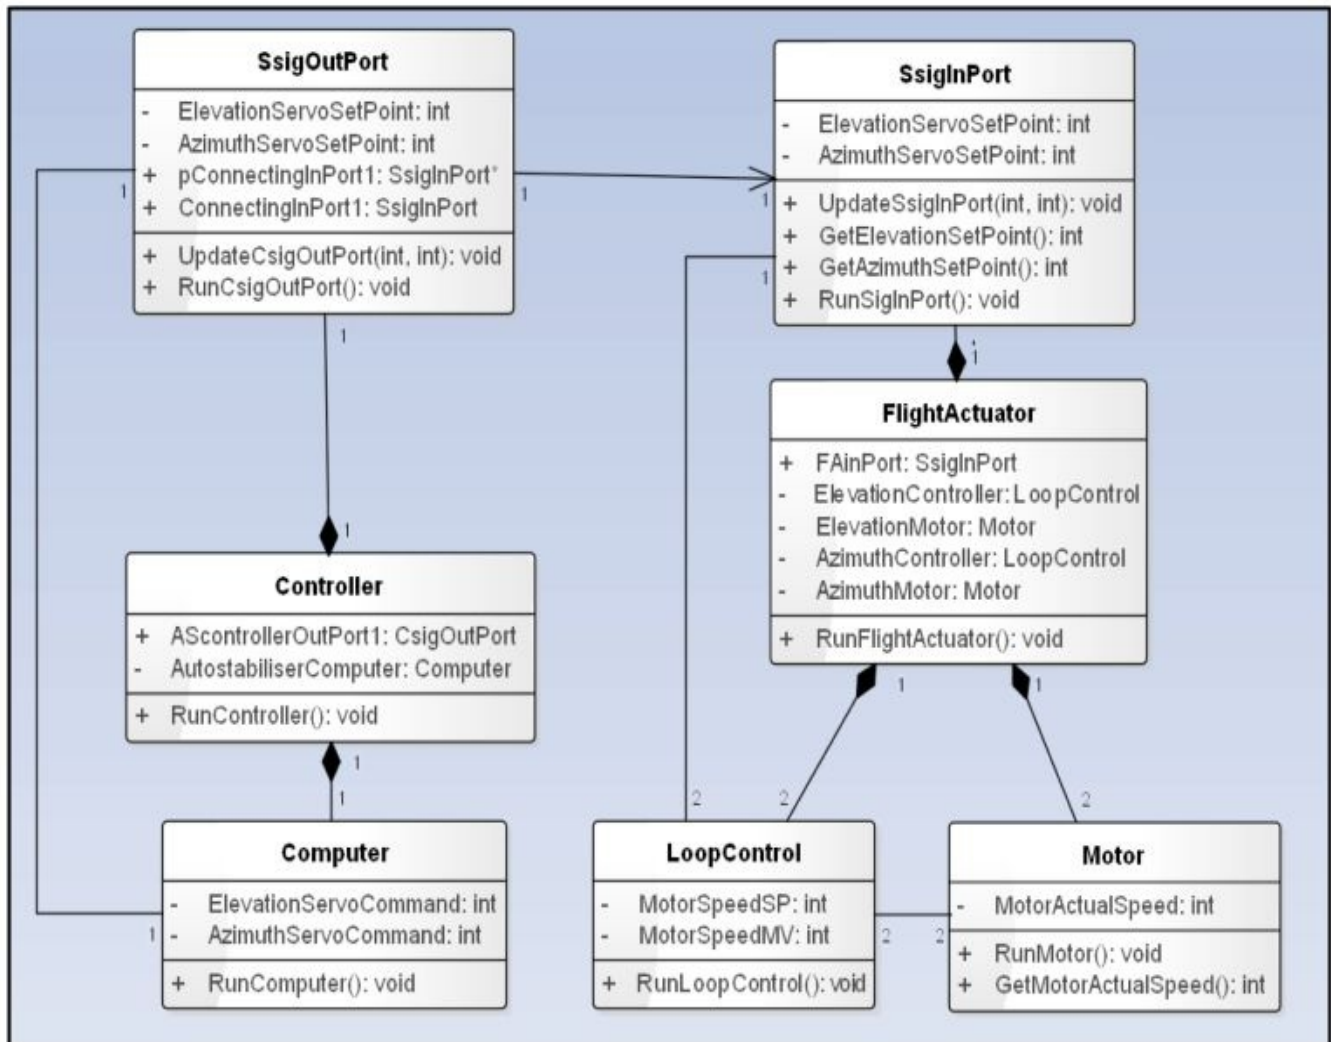 SsigOutPort
- ElevationServoSetPoint: int
- AzimuthServoSetPoint: int
+ pConnectingInPort1: SsigInPort*
+ ConnectingInPort1: SsigInPort
+ UpdateCsigOutPort(int, int): void
+ RunCsigOutPort(): void
1
1
1
SsigInPort
- ElevationServoSetPoint: int
- AzimuthServoSetPoint: int
+ UpdateSsigInPort(int, int): void
+ GetElevationSetPoint(): int
+ GetAzimuthSetPoint(): int
+ RunSigInPort(): void
1
1
1
FlightActuator
+ FAinPort: SsigInPort
- ElevationController: LoopControl
- ElevationMotor: Motor
- AzimuthController: LoopControl
- AzimuthMotor: Motor
+ RunFlightActuator(): void
1
1
1
Controller
+ AScontrollerOutPort1: CsigOutPort
- AutostabiliserComputer: Computer
+ RunController(): void
1
1
Computer
- ElevationServoCommand: int
- AzimuthServoCommand: int
+ RunComputer(): void
1
2
2
LoopControl
- MotorSpeedSP: int
- MotorSpeedMV: int
+ RunLoopControl(): void
2
2
2
Motor
- MotorActualSpeed: int
+ RunMotor(): void
+ GetMotorActualSpeed(): int